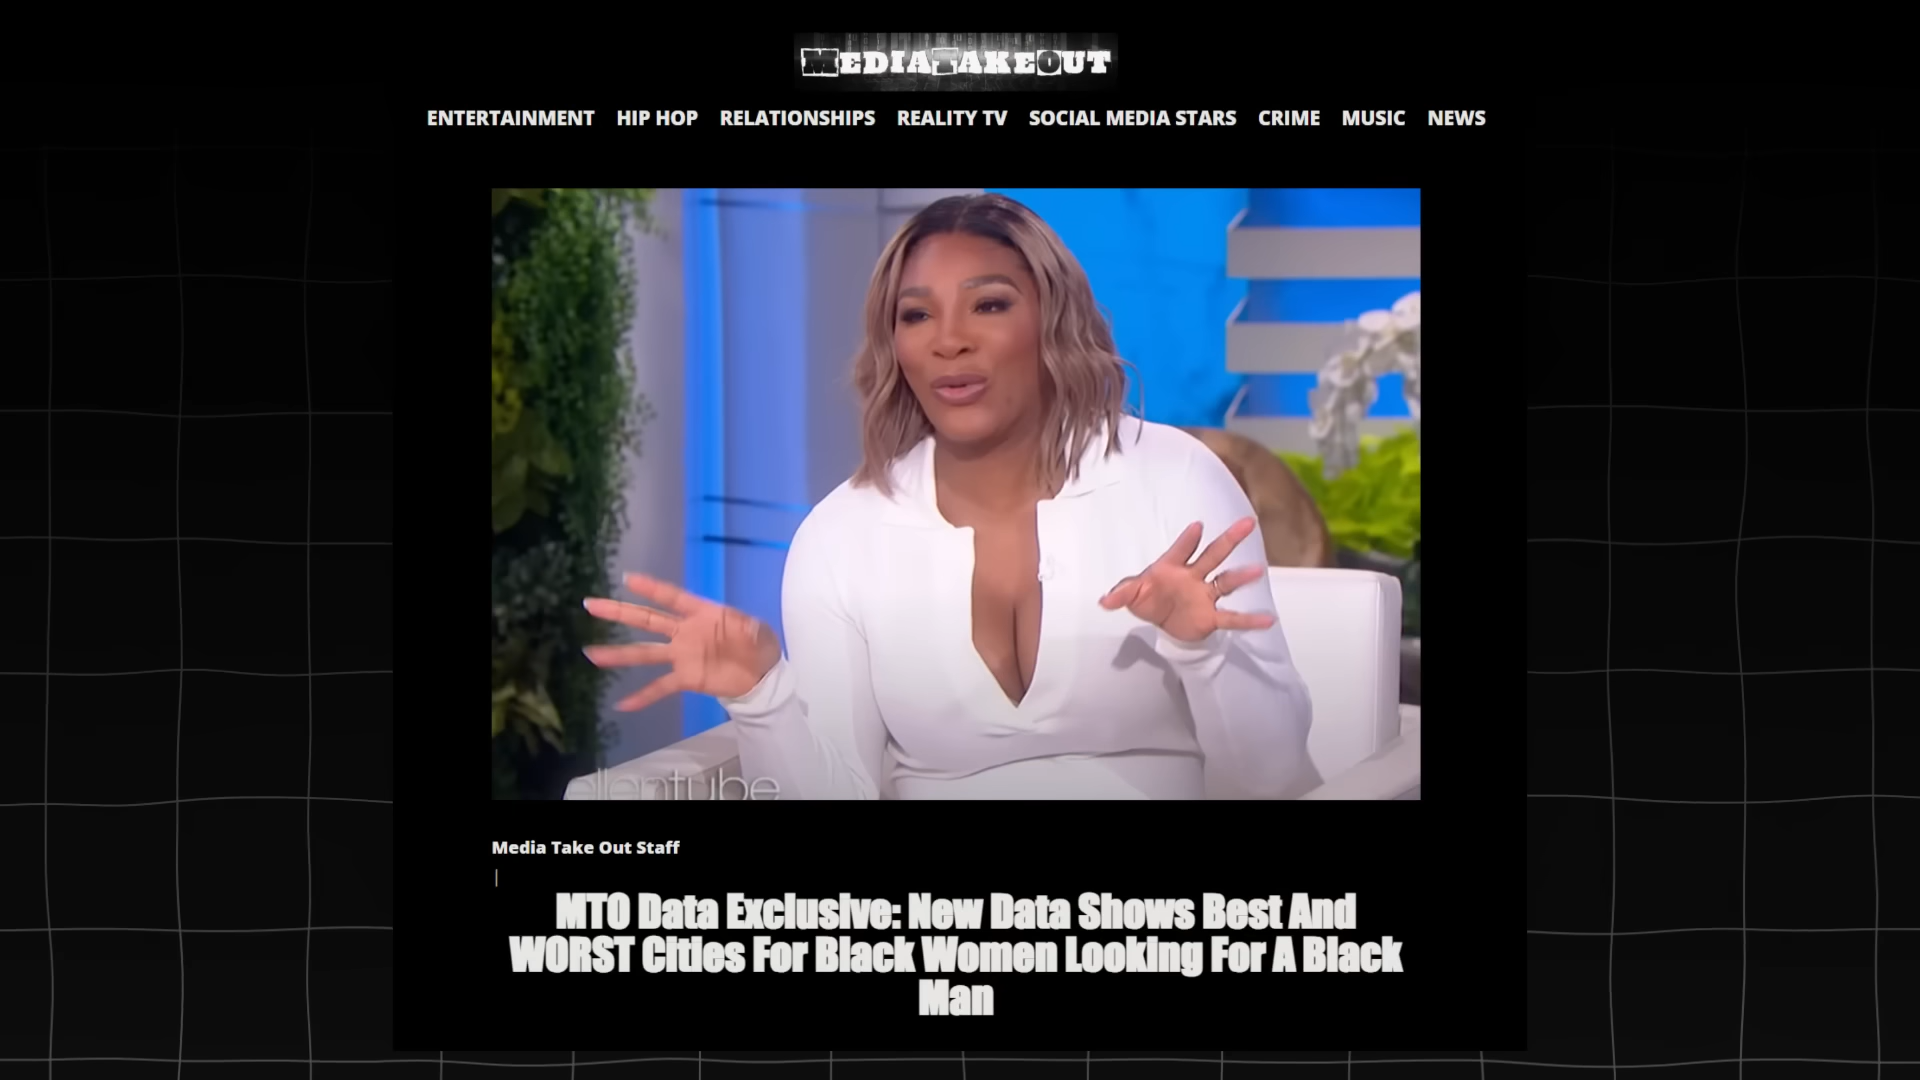 MEDIATAKEOUT
ENTERTAINMENT HIP HOP RELATIONSHIPS REALITY TV SOCIAL MEDIA STARS CRIME MUSIC NEWS
ellentube
Media Take Out Staff
|
MTO Data Exclusive: New Data Shows Best And
WORST Cities For Black Women Looking For A Black
Man